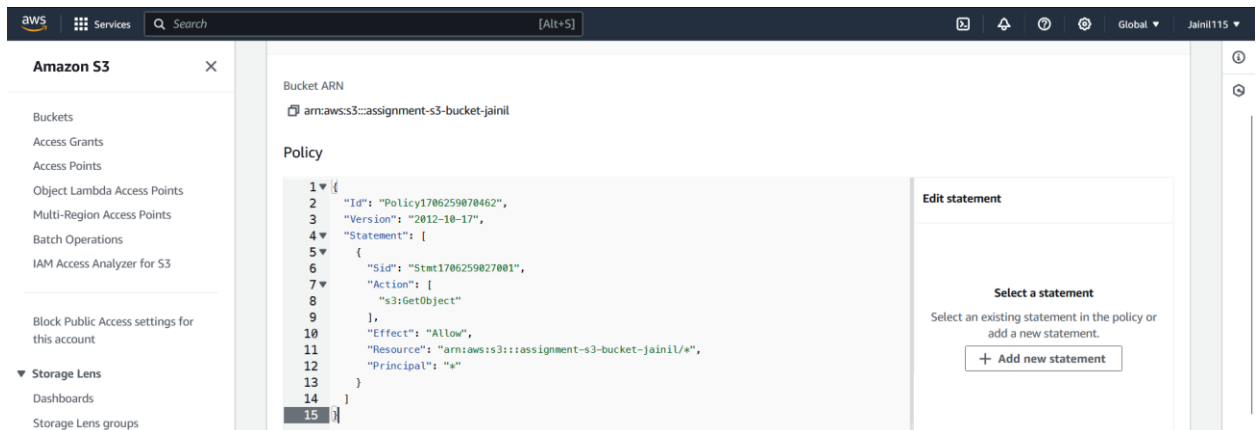 aws Services Search [Alt+S] Global Jainil115
Amazon S3
Buckets
Access Grants
Access Points
Object Lambda Access Points
Multi-Region Access Points
Batch Operations
IAM Access Analyzer for S3
Block Public Access settings for
this account
Storage Lens
Dashboards
Storage Lens groups
Bucket ARN
arn:aws:s3:::assignment-s3-bucket-jainil
Policy
1 {
2 "Id": "Policy1706259070462",
3 "Version": "2012-10-17",
4 "Statement": [
5 {
6 "Sid": "Stmt1706259027001",
7 "Action": [
8 "s3:GetObject"
9 ],
10 "Effect": "Allow",
11 "Resource": "arn:aws:s3:::assignment-s3-bucket-jainil/*",
12 "Principal": "*"
13 }
14 ]
15 }
Edit statement
Select a statement
Select an existing statement in the policy or
add a new statement.
+ Add new statement